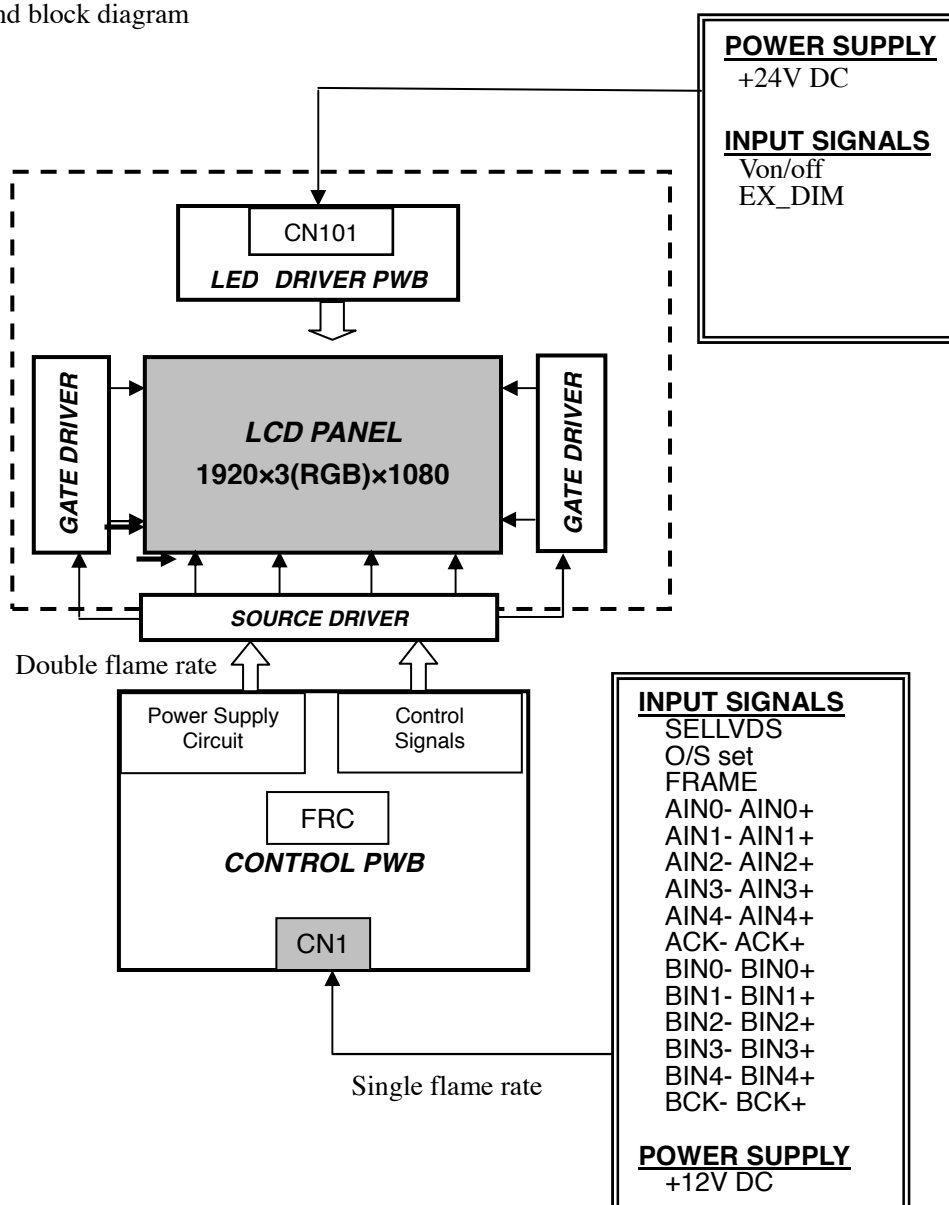 nd block diagram
POWER SUPPLY
+24V DC
INPUT SIGNALS
Von/off
EX_DIM
CN101
LED DRIVER PWB
GATE DRIVER
LCD PANEL
1920×3(RGB)×1080
GATE DRIVER
SOURCE DRIVER
Double flame rate
Power Supply
Circuit
Control
Signals
FRC
CONTROL PWB
CN1
Single flame rate
INPUT SIGNALS
SELLVDS
O/S set
FRAME
AIN0- AIN0+
AIN1- AIN1+
AIN2- AIN2+
AIN3- AIN3+
AIN4- AIN4+
ACK- ACK+
BIN0- BIN0+
BIN1- BIN1+
BIN2- BIN2+
BIN3- BIN3+
BIN4- BIN4+
BCK- BCK+
POWER SUPPLY
+12V DC